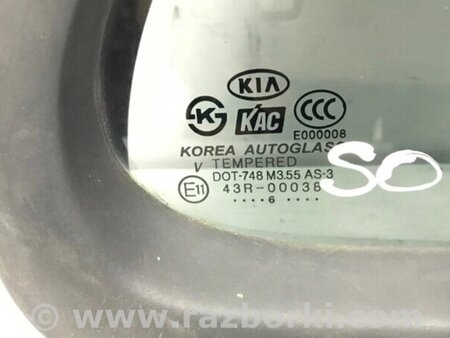 KIA
KAC
CCC
E000008
KOREA AUTOGLASS
V TEMPERED
DOT-748 M3.55 AS-3
E11 43R-00038
····6····
SO
www.razborki.com